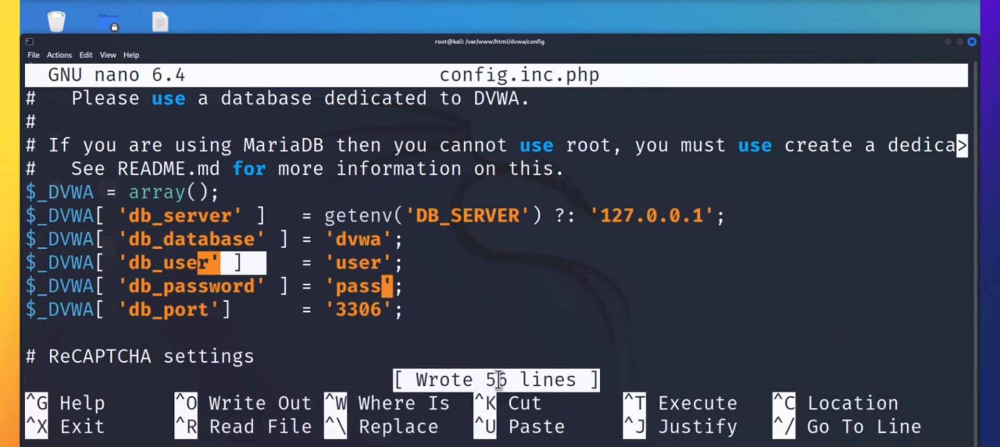 root@kali: /var/www/html/dvwa/config
File Actions Edit View Help
GNU nano 6.4 config.inc.php
# Please use a database dedicated to DVWA.
#
# If you are using MariaDB then you cannot use root, you must use create a dedica>
# See README.md for more information on this.
$_DVWA = array();
$_DVWA[ 'db_server' ] = getenv('DB_SERVER') ?: '127.0.0.1';
$_DVWA[ 'db_database' ] = 'dvwa';
$_DVWA[ 'db_user' ] = 'user';
$_DVWA[ 'db_password' ] = 'pass';
$_DVWA[ 'db_port'] = '3306';
# ReCAPTCHA settings
[ Wrote 56 lines ]
^G Help ^O Write Out ^W Where Is ^K Cut ^T Execute ^C Location
^X Exit ^R Read File ^\ Replace ^U Paste ^J Justify ^/ Go To Line